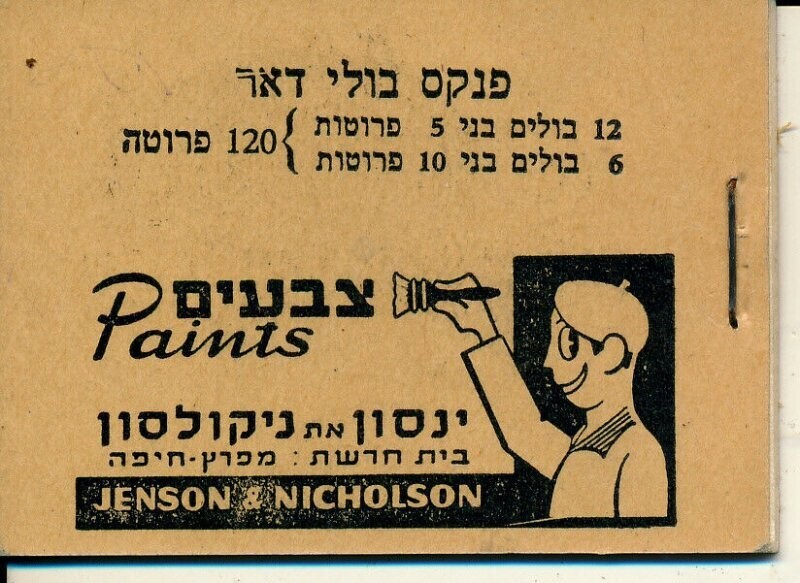 פנקס בולי דאר
12 בולים בני 5 פרוטות
6 בולים בני 10 פרוטות
} 120 פרוטה
צבעים
Paints
ינסון את ניקולסון
בית חרשת : מפרץ-חיפה
JENSON & NICHOLSON